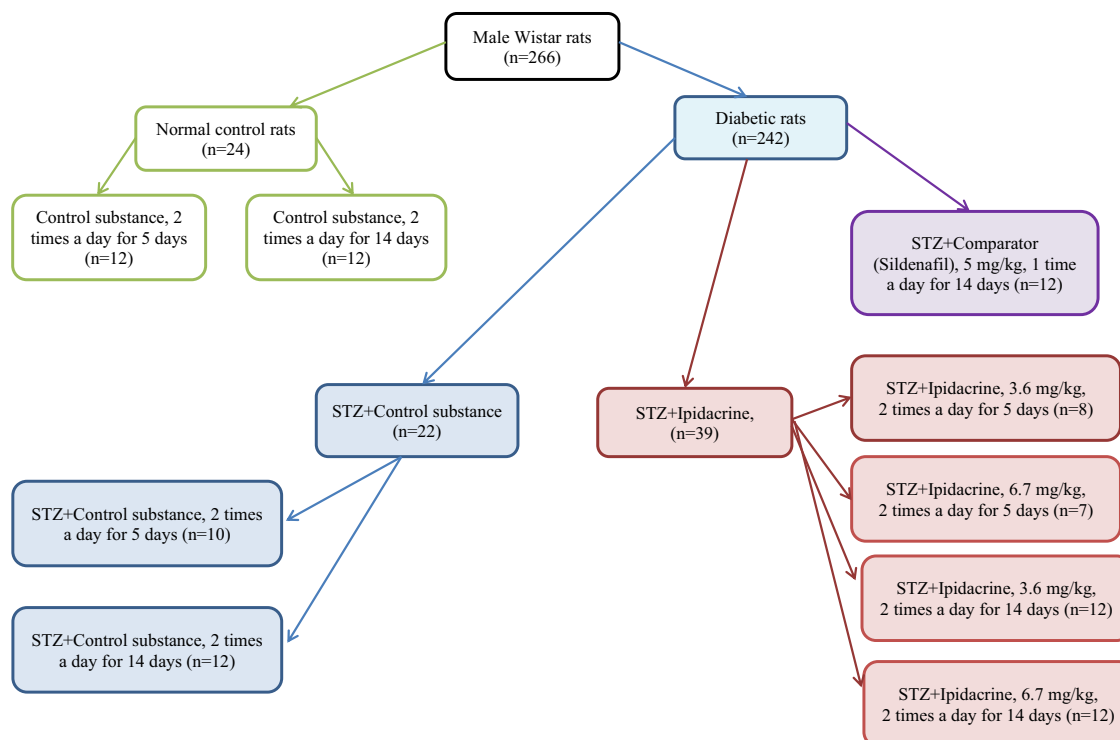 Male Wistar rats
(n=266)
Normal control rats
(n=24)
Diabetic rats
(n=242)
Control substance, 2
times a day for 5 days
(n=12)
Control substance, 2
times a day for 14 days
(n=12)
STZ+Comparator
(Sildenafil), 5 mg/kg, 1 time
a day for 14 days (n=12)
STZ+Control substance
(n=22)
STZ+Ipidacrine,
(n=39)
STZ+Ipidacrine, 3.6 mg/kg,
2 times a day for 5 days (n=8)
STZ+Ipidacrine, 6.7 mg/kg,
2 times a day for 5 days (n=7)
STZ+Ipidacrine, 3.6 mg/kg,
2 times a day for 14 days (n=12)
STZ+Ipidacrine, 6.7 mg/kg,
2 times a day for 14 days (n=12)
STZ+Control substance, 2 times
a day for 5 days (n=10)
STZ+Control substance, 2 times
a day for 14 days (n=12)